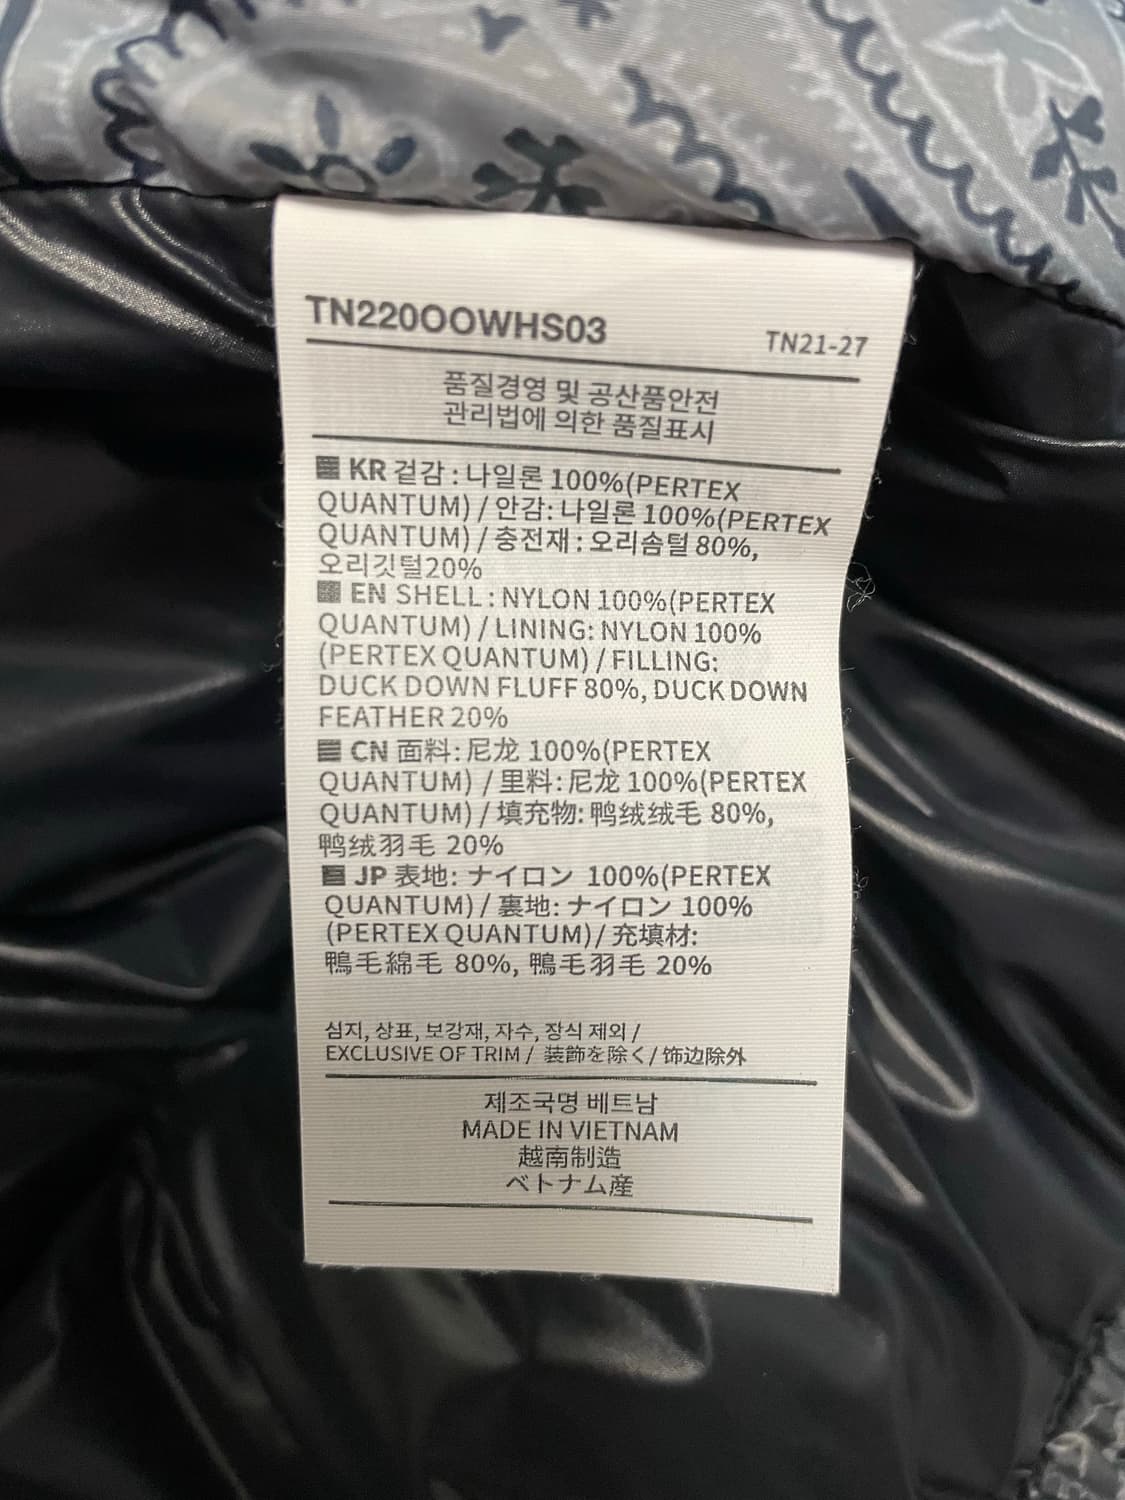 TN220OOWHS03
TN21-27
품질경영 및 공산품안전
관리법에 의한 품질표시
KR 겉감 : 나일론 100%(PERTEX
QUANTUM) / 안감: 나일론 100%(PERTEX
QUANTUM) / 충전재 : 오리솜털 80%,
오리깃털20%
EN SHELL : NYLON 100%(PERTEX
QUANTUM) / LINING: NYLON 100%
(PERTEX QUANTUM) / FILLING:
DUCK DOWN FLUFF 80%, DUCK DOWN
FEATHER 20%
CN 面料: 尼龙 100%(PERTEX
QUANTUM) / 里料: 尼龙 100%(PERTEX
QUANTUM) / 填充物: 鸭绒绒毛 80%,
鸭绒羽毛 20%
JP 表地: ナイロン 100%(PERTEX
QUANTUM) / 裏地: ナイロン 100%
(PERTEX QUANTUM) / 充填材:
鴨毛綿毛 80%, 鴨毛羽毛 20%
심지, 상표, 보강재, 자수, 장식 제외 /
EXCLUSIVE OF TRIM / 装飾を除く / 饰边除外
제조국명 베트남
MADE IN VIETNAM
越南制造
ベトナム産